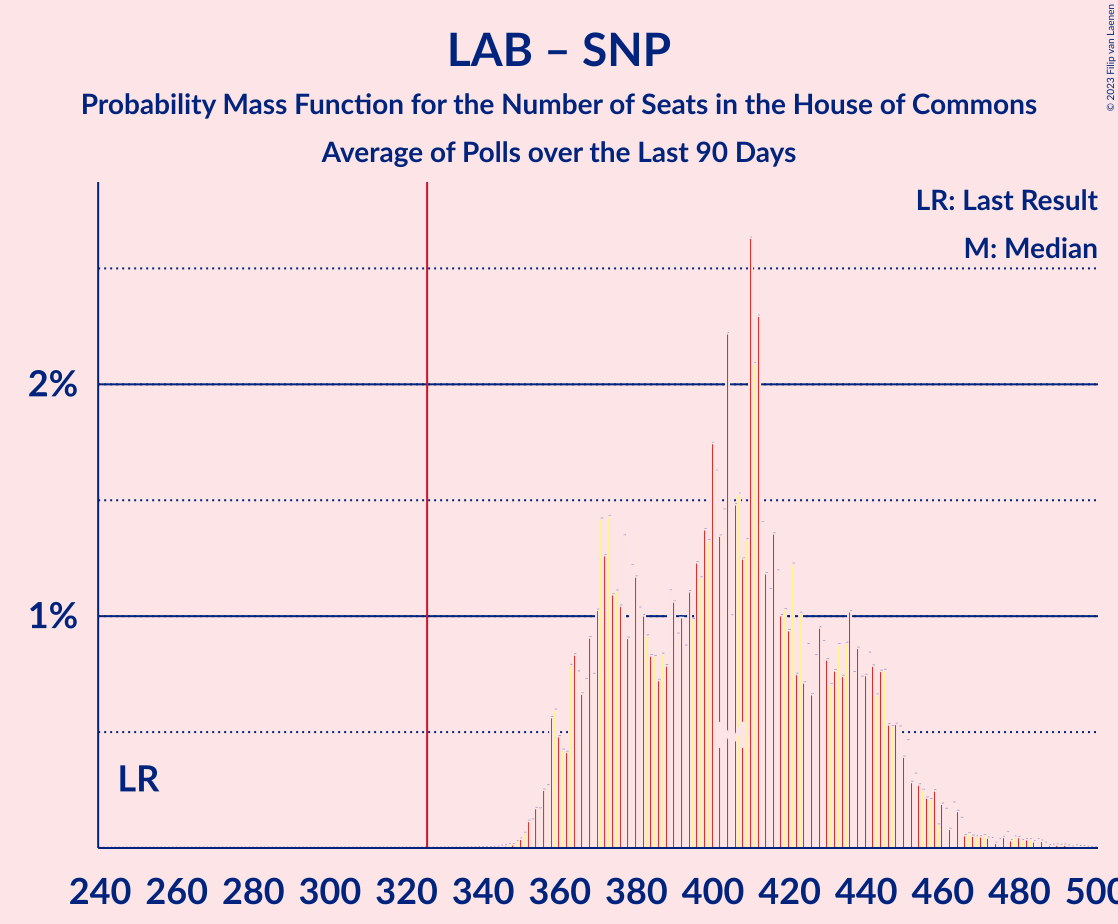 LAB – SNP
Probability Mass Function for the Number of Seats in the House of Commons
Average of Polls over the Last 90 Days
© 2023 Filip van Laenen
LR: Last Result
M: Median
2%
1%
LR
M
240 260 280 300 320 340 360 380 400 420 440 460 480 500